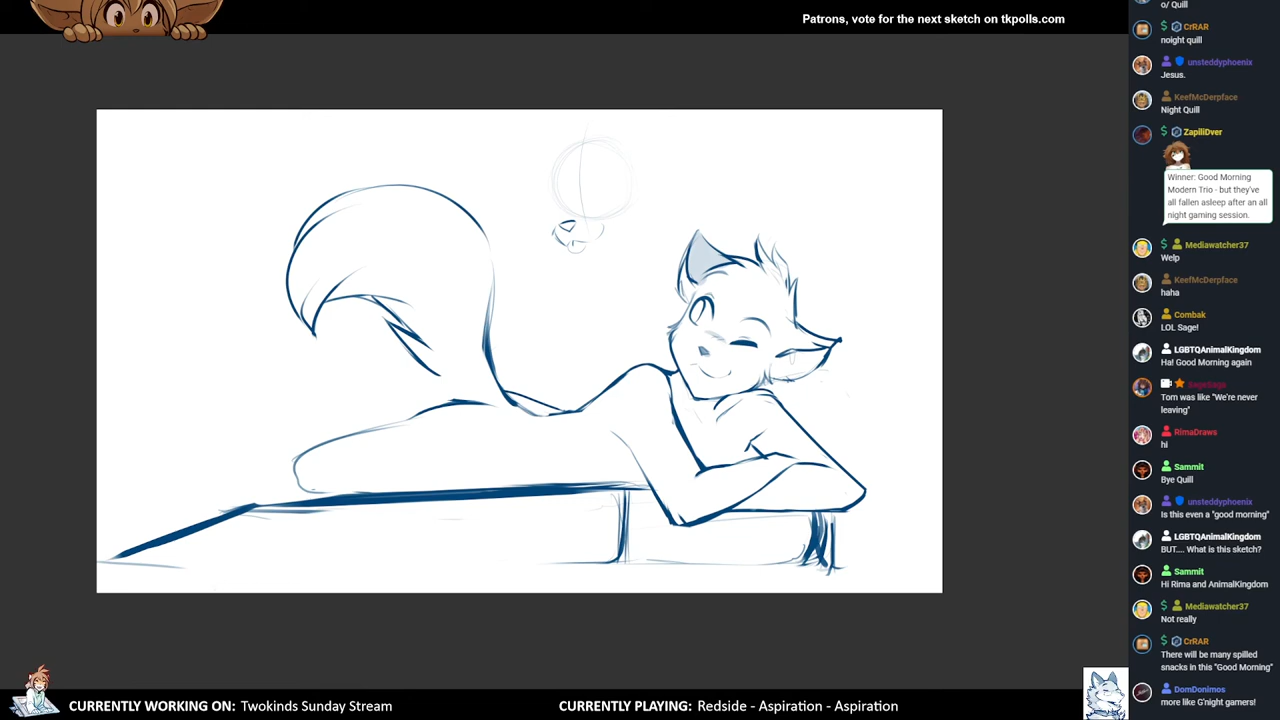 Patrons, vote for the next sketch on tkpolls.com
o/ Quill
CrRAR
noight quill
unsteddyphoenix
Jesus.
KeefMcDerpface
Night Quill
ZapiliDver
Winner: Good Morning
Modern Trio - but they've
all fallen asleep after an all
night gaming session.
Mediawatcher37
Welp
KeefMcDerpface
haha
Combak
LOL Sage!
LGBTQAnimalKingdom
Ha! Good Morning again
SageSaga
Tom was like "We're never
leaving"
RimaDraws
hi
Sammit
Bye Quill
unsteddyphoenix
Is this even a "good morning"
LGBTQAnimalKingdom
BUT.... What is this sketch?
Sammit
Hi Rima and AnimalKingdom
Mediawatcher37
Not really
CrRAR
There will be many spilled
snacks in this "Good Morning"
DomDonimos
more like G'night gamers!
CURRENTLY WORKING ON: Twokinds Sunday Stream
CURRENTLY PLAYING: Redside - Aspiration - Aspiration